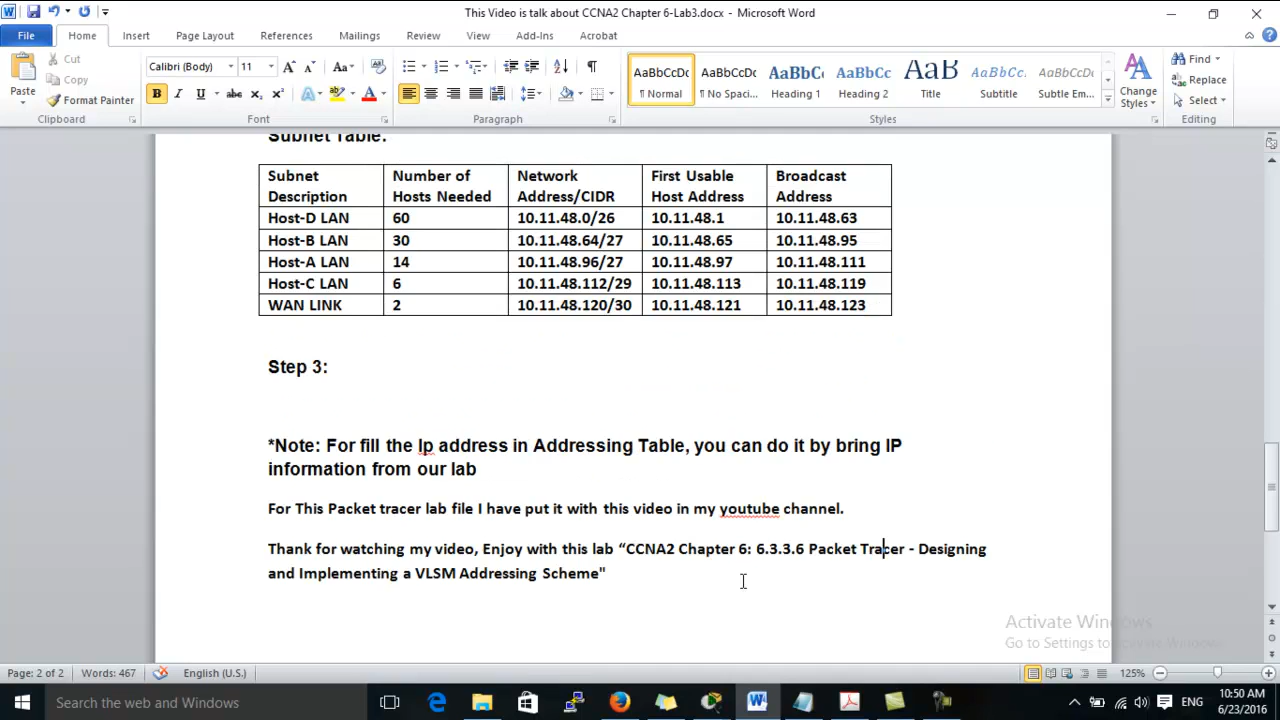 This Video is talk about CCNA2 Chapter 6-Lab3.docx - Microsoft Word
File Home Insert Page Layout References Mailings Review View Add-Ins Acrobat
Paste
Cut
Copy
Format Painter
Clipboard
Calibri (Body) 11
Font
Paragraph
AaBbCcDc AaBbCcDc AaBbC AaBbCc AaB AaBbCc. AaBbCcDc
¶ Normal ¶ No Spaci... Heading 1 Heading 2 Title Subtitle Subtle Em...
Change
Styles
Styles
Find
Replace
Select
Editing
Subnet Table:
Subnet Description Number of Hosts Needed Network Address/CIDR First Usable Host Address Broadcast Address
Host-D LAN 60 10.11.48.0/26 10.11.48.1 10.11.48.63
Host-B LAN 30 10.11.48.64/27 10.11.48.65 10.11.48.95
Host-A LAN 14 10.11.48.96/27 10.11.48.97 10.11.48.111
Host-C LAN 6 10.11.48.112/29 10.11.48.113 10.11.48.119
WAN LINK 2 10.11.48.120/30 10.11.48.121 10.11.48.123
Step 3:
*Note: For fill the Ip address in Addressing Table, you can do it by bring IP
information from our lab
For This Packet tracer lab file I have put it with this video in my youtube channel.
Thank for watching my video, Enjoy with this lab “CCNA2 Chapter 6: 6.3.3.6 Packet Tracer - Designing
and Implementing a VLSM Addressing Scheme"
Activate Windows
Go to Settings to activate Windows.
Page: 2 of 2 Words: 467 English (U.S.) 125%
Search the web and Windows
10:50 AM
6/23/2016